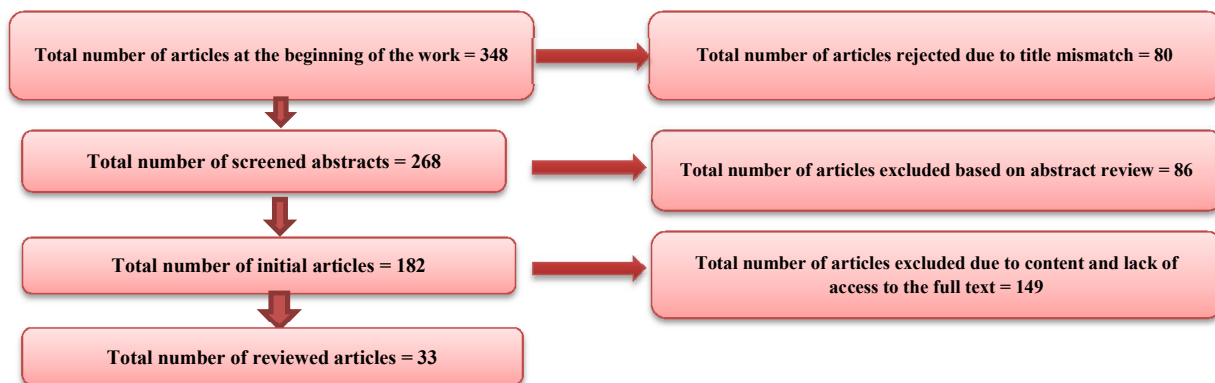 Total number of articles at the beginning of the work = 348
Total number of articles rejected due to title mismatch = 80
Total number of screened abstracts = 268
Total number of articles excluded based on abstract review = 86
Total number of initial articles = 182
Total number of articles excluded due to content and lack of
access to the full text = 149
Total number of reviewed articles = 33